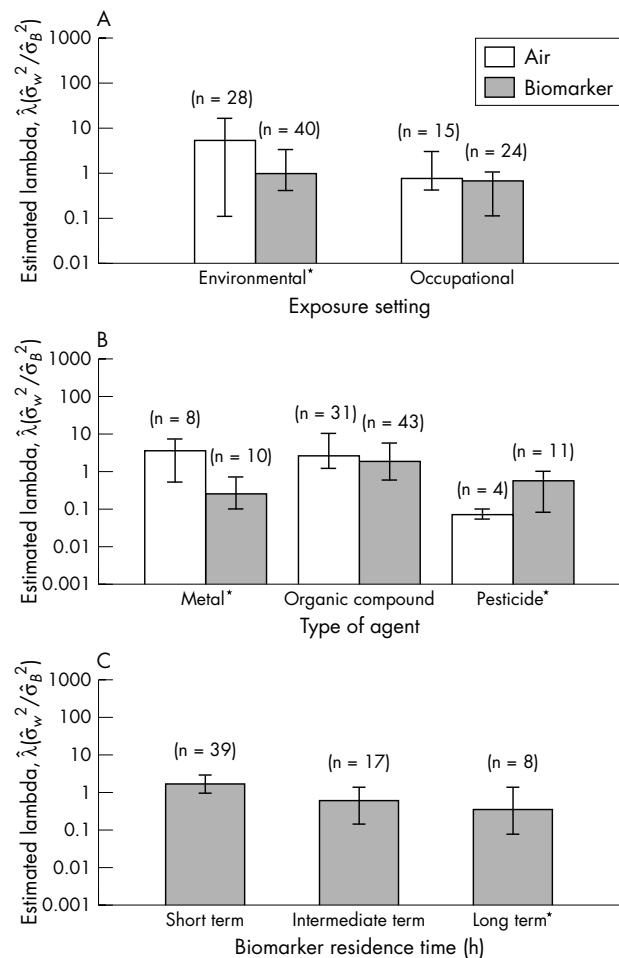 A
Estimated lambda, λ̂(σ̂w²/σ̂B²)
1000
100
10
1
0.1
0.01
Air
Biomarker
(n = 28)
(n = 40)
(n = 15)
(n = 24)
Environmental*
Occupational
Exposure setting
B
Estimated lambda, λ̂(σ̂w²/σ̂B²)
1000
100
10
1
0.1
0.01
0.001
(n = 8)
(n = 10)
(n = 31)
(n = 43)
(n = 4)
(n = 11)
Metal*
Organic compound
Pesticide*
Type of agent
C
Estimated lambda, λ̂(σ̂w²/σ̂B²)
1000
100
10
1
0.1
0.01
0.001
(n = 39)
(n = 17)
(n = 8)
Short term
Intermediate term
Long term*
Biomarker residence time (h)